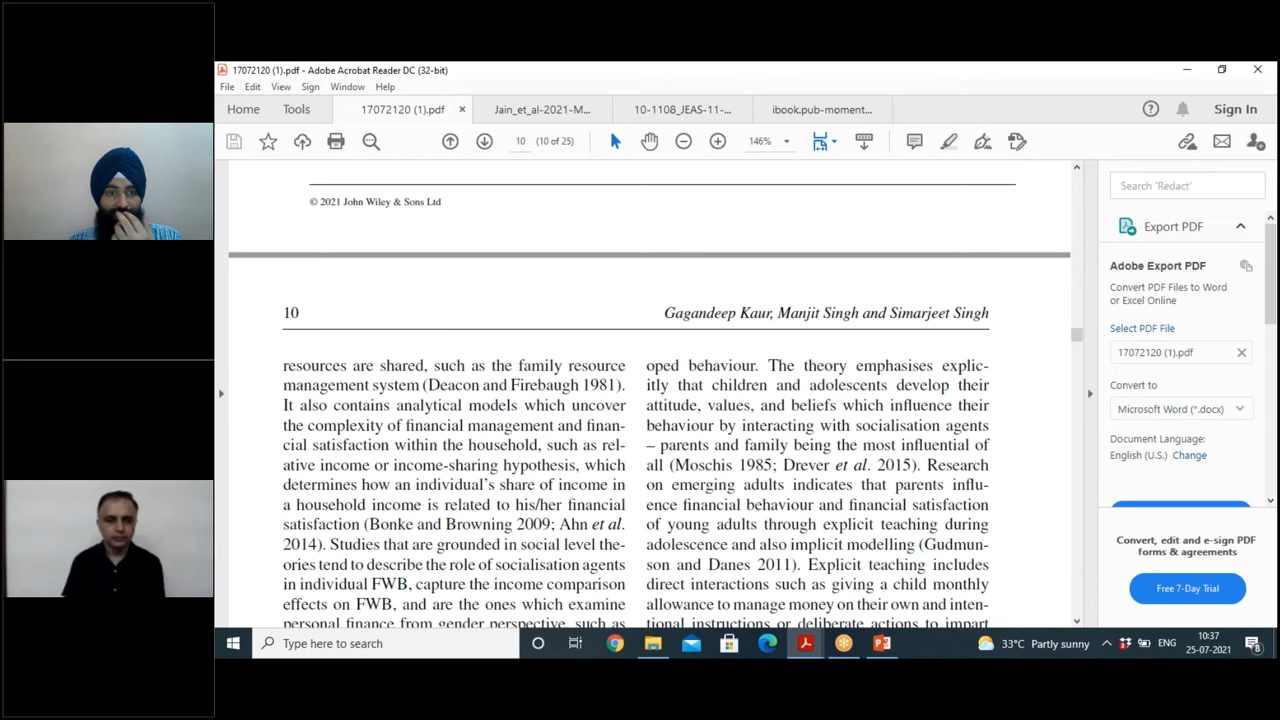 17072120 (1).pdf - Adobe Acrobat Reader DC (32-bit)
File Edit View Sign Window Help
Home Tools 17072120 (1).pdf × Jain_et_al-2021-M... 10-1108_JEAS-11-... ibook.pub-moment... Sign In
10 (10 of 25) 146%
© 2021 John Wiley & Sons Ltd
10 Gagandeep Kaur, Manjit Singh and Simarjeet Singh
resources are shared, such as the family resource
management system (Deacon and Firebaugh 1981).
It also contains analytical models which uncover
the complexity of financial management and finan-
cial satisfaction within the household, such as rel-
ative income or income-sharing hypothesis, which
determines how an individual's share of income in
a household income is related to his/her financial
satisfaction (Bonke and Browning 2009; Ahn et al.
2014). Studies that are grounded in social level the-
ories tend to describe the role of socialisation agents
in individual FWB, capture the income comparison
effects on FWB, and are the ones which examine
personal finance from gender perspective, such as
oped behaviour. The theory emphasises explic-
itly that children and adolescents develop their
attitude, values, and beliefs which influence their
behaviour by interacting with socialisation agents
– parents and family being the most influential of
all (Moschis 1985; Drever et al. 2015). Research
on emerging adults indicates that parents influ-
ence financial behaviour and financial satisfaction
of young adults through explicit teaching during
adolescence and also implicit modelling (Gudmun-
son and Danes 2011). Explicit teaching includes
direct interactions such as giving a child monthly
allowance to manage money on their own and inten-
tional instructions or deliberate actions to impart
Search 'Redact'
Export PDF
Adobe Export PDF
Convert PDF Files to Word
or Excel Online
Select PDF File
17072120 (1).pdf
Convert to
Microsoft Word (*.docx)
Document Language:
English (U.S.) Change
Convert, edit and e-sign PDF
forms & agreements
Free 7-Day Trial
Type here to search
33°C Partly sunny
ENG
10:37
25-07-2021
8